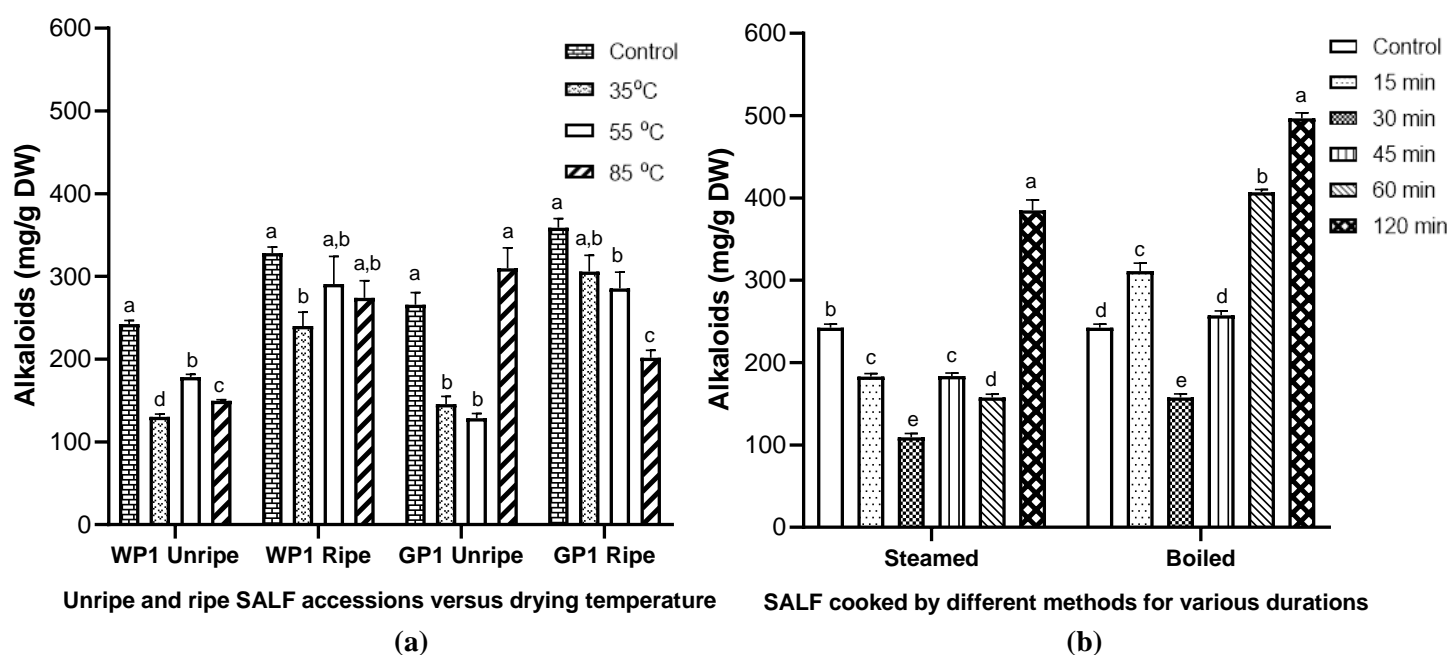 600
500
400
300
200
100
0
Alkaloids (mg/g DW)
Control
35⁰C
55 ⁰C
85 ⁰C
a
d
b
c
a
b
a,b
a,b
a
b
b
a
a
a,b
b
c
WP1 Unripe
WP1 Ripe
GP1 Unripe
GP1 Ripe
Unripe and ripe SALF accessions versus drying temperature
(a)
600
500
400
300
200
100
0
Alkaloids (mg/g DW)
Control
15 min
30 min
45 min
60 min
120 min
b
c
e
c
d
a
d
c
e
d
b
a
Steamed
Boiled
SALF cooked by different methods for various durations
(b)